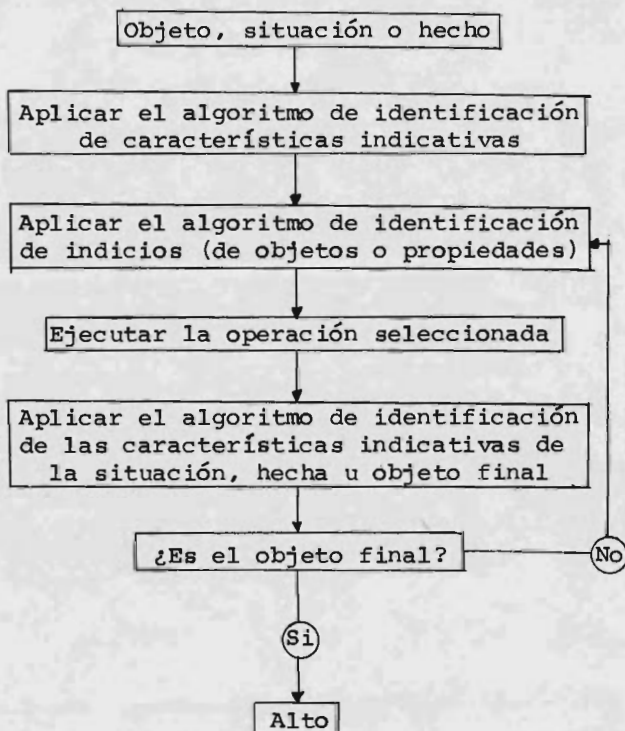 Objeto, situación o hecho
Aplicar el algoritmo de identificación
de características indicativas
Aplicar el algoritmo de identificación
de indicios (de objetos o propiedades)
Ejecutar la operación seleccionada
Aplicar el algoritmo de identificación
de las características indicativas de
la situación, hecha u objeto final
¿Es el objeto final?
No
Si
Alto